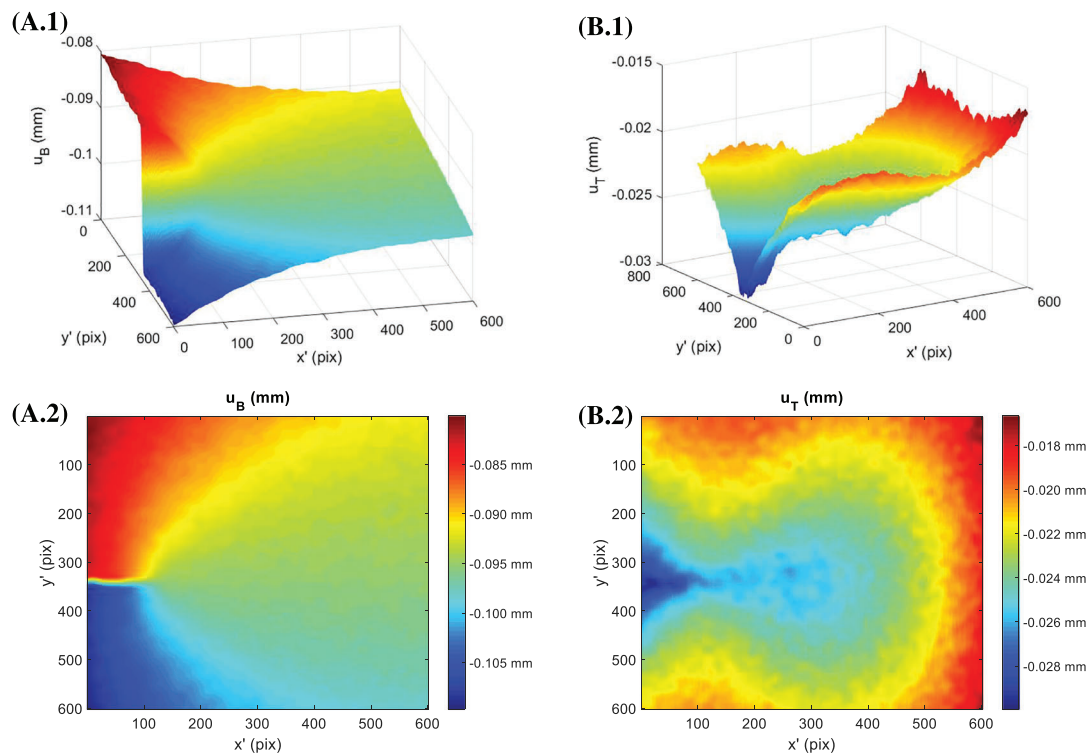 (A.1)
-0.08
-0.09
-0.1
-0.11
u_B (mm)
0
200
400
600
y' (pix)
0
100
200
300
400
500
600
x' (pix)
(B.1)
-0.015
-0.02
-0.025
-0.03
u_T (mm)
800
600
400
200
0
y' (pix)
0
200
400
600
x' (pix)
(A.2)
u_B (mm)
100
200
300
400
500
600
y' (pix)
100
200
300
400
500
600
x' (pix)
-0.085 mm
-0.090 mm
-0.095 mm
-0.100 mm
-0.105 mm
(B.2)
u_T (mm)
100
200
300
400
500
600
y' (pix)
100
200
300
400
500
600
x' (pix)
-0.018 mm
-0.020 mm
-0.022 mm
-0.024 mm
-0.026 mm
-0.028 mm